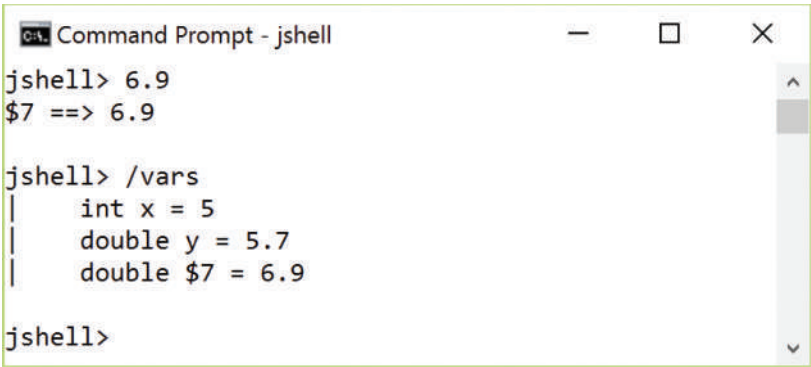 Command Prompt - jshell
jshell> 6.9
$7 ==> 6.9
jshell> /vars
|    int x = 5
|    double y = 5.7
|    double $7 = 6.9
jshell>